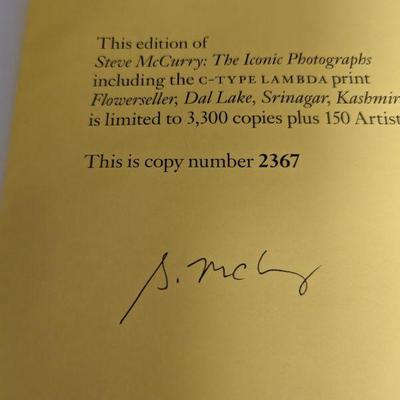 This edition of
Steve McCurry: The Iconic Photographs
including the C-TYPE LAMBDA print
Flowerseller, Dal Lake, Srinagar, Kashmir
is limited to 3,300 copies plus 150 Artist
This is copy number 2367
S. McCurry